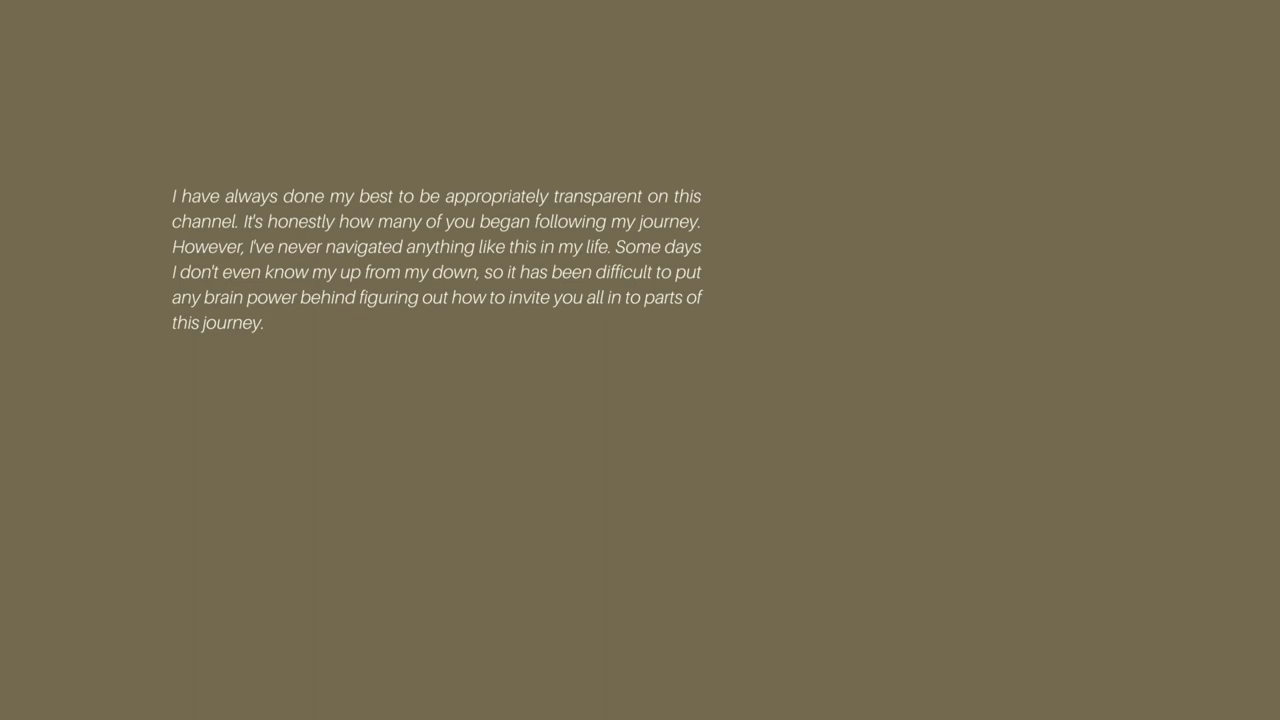 I have always done my best to be appropriately transparent on this
channel. It's honestly how many of you began following my journey.
However, I've never navigated anything like this in my life. Some days
I don't even know my up from my down, so it has been difficult to put
any brain power behind figuring out how to invite you all in to parts of
this journey.